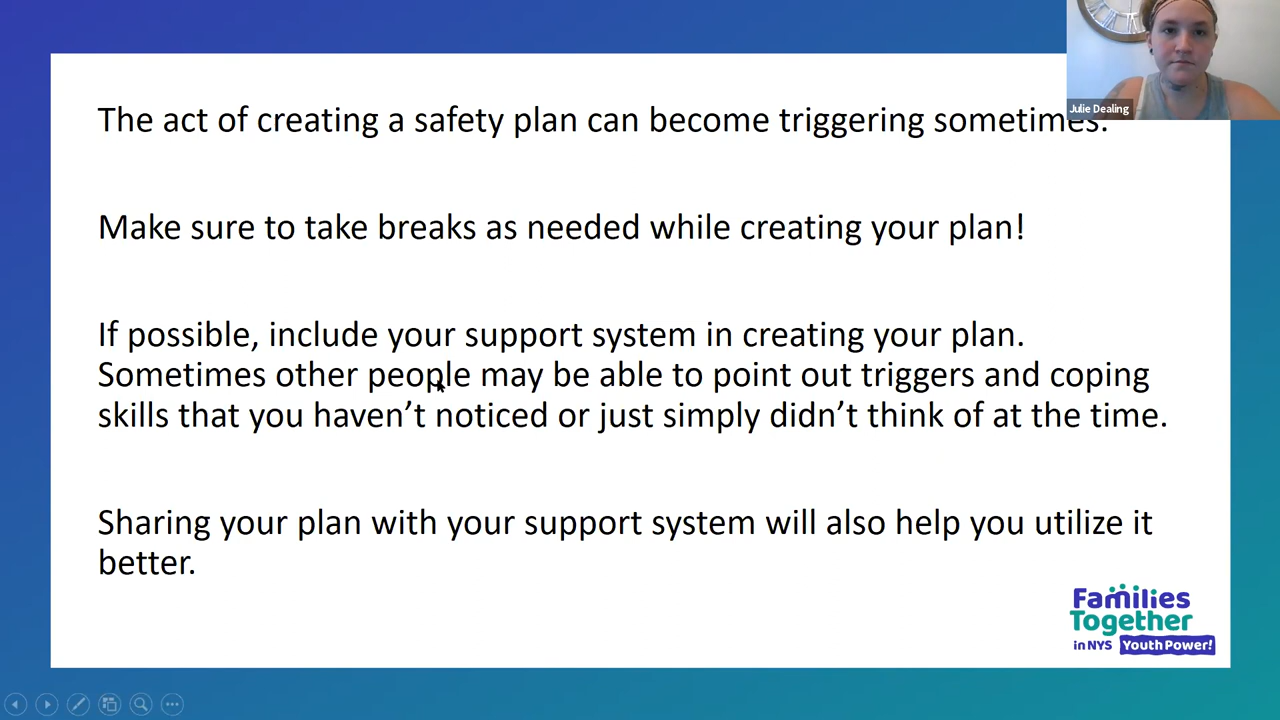 The act of creating a safety plan can become triggering sometimes.
Julie Dealing
Make sure to take breaks as needed while creating your plan!
If possible, include your support system in creating your plan.
Sometimes other people may be able to point out triggers and coping
skills that you haven’t noticed or just simply didn’t think of at the time.
Sharing your plan with your support system will also help you utilize it
better.
Families
Together
in NYS Youth Power!